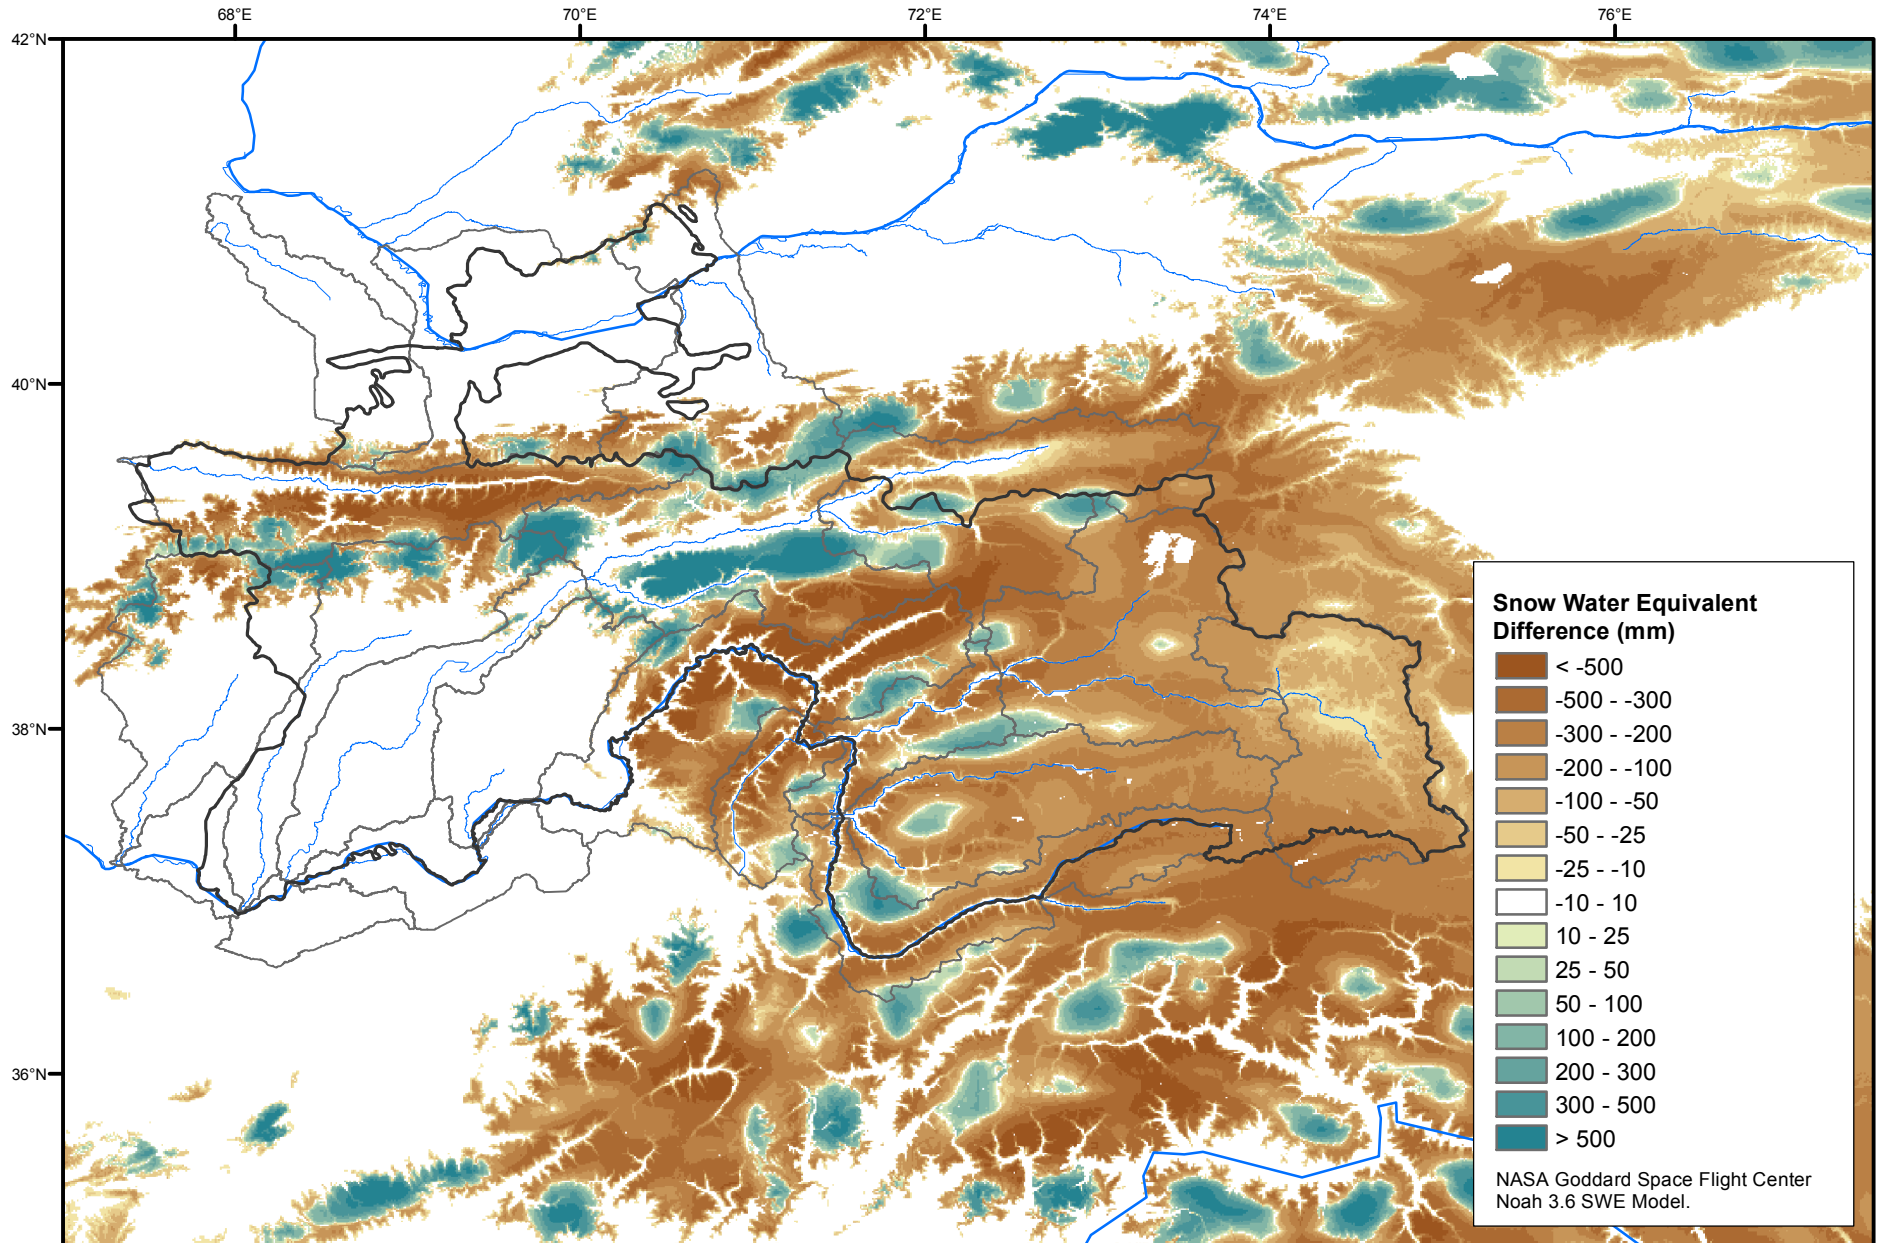 68°E
70°E
72°E
74°E
76°E
42°N
40°N
38°N
36°N
Snow Water Equivalent
Difference (mm)
< -500
-500 - -300
-300 - -200
-200 - -100
-100 - -50
-50 - -25
-25 - -10
-10 - 10
10 - 25
25 - 50
50 - 100
100 - 200
200 - 300
300 - 500
> 500
NASA Goddard Space Flight Center
Noah 3.6 SWE Model.